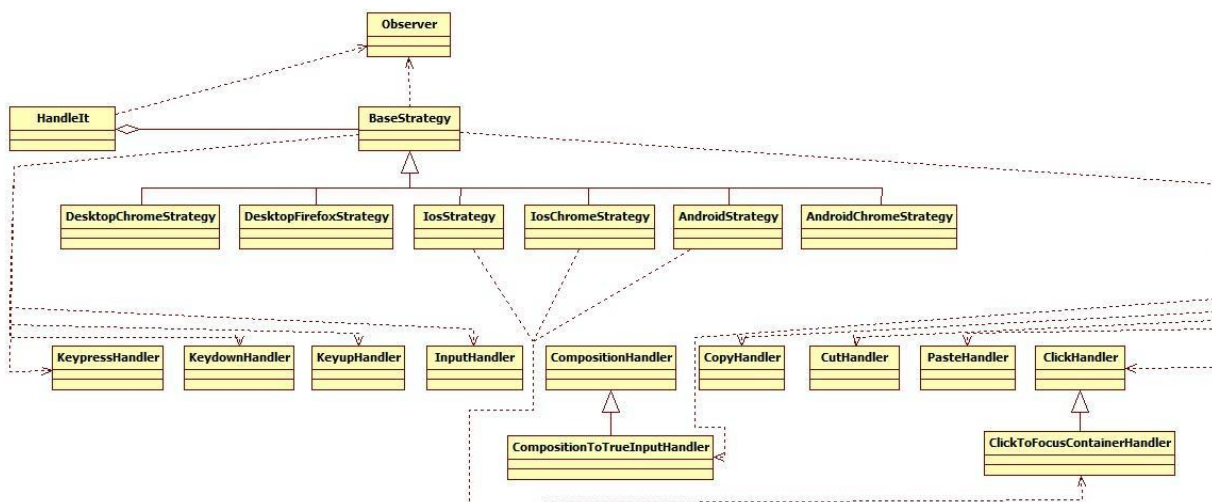 Observer
HandleIt
BaseStrategy
DesktopChromeStrategy
DesktopFirefoxStrategy
IosStrategy
IosChromeStrategy
AndroidStrategy
AndroidChromeStrategy
KeypressHandler
KeydownHandler
KeyupHandler
InputHandler
CompositionHandler
CopyHandler
CutHandler
PasteHandler
ClickHandler
CompositionToTrueInputHandler
ClickToFocusContainerHandler